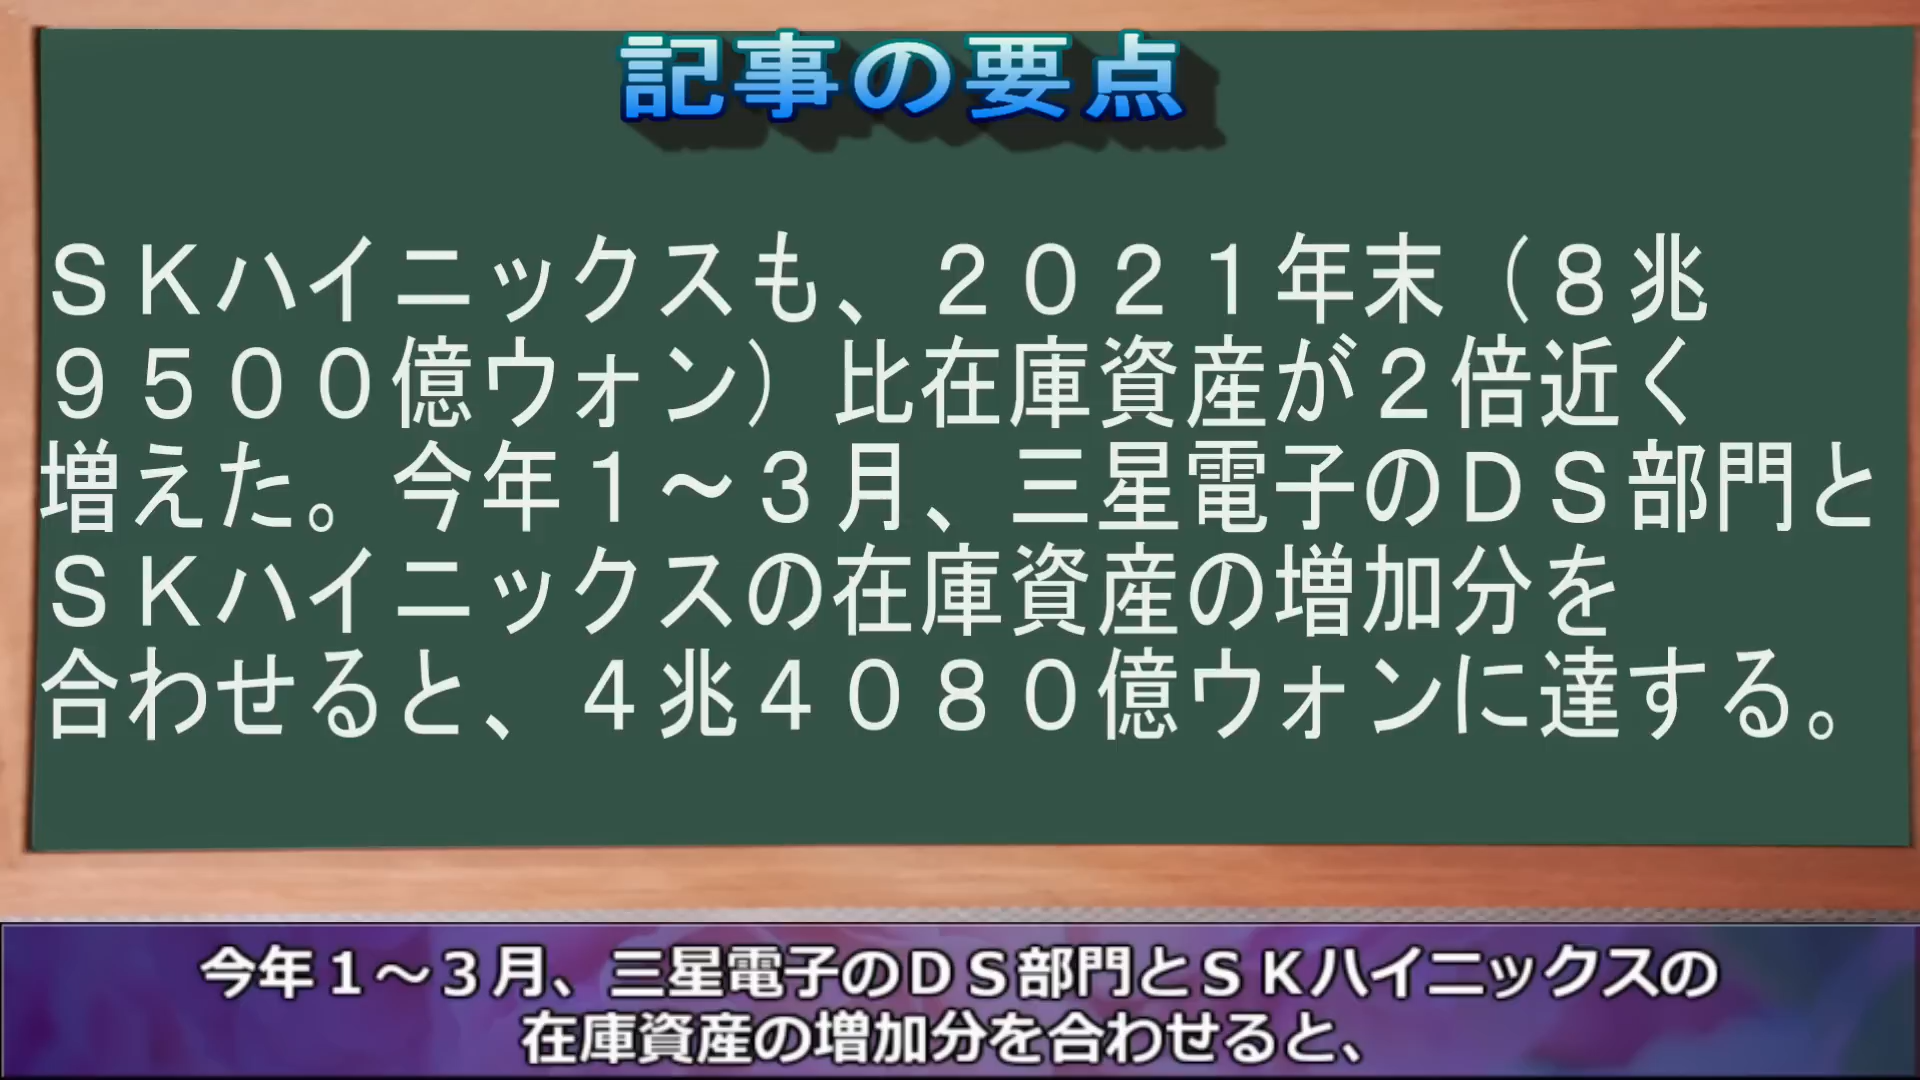 記事の要点
ＳＫハイニックスも、２０２１年末（８兆
９５００億ウォン）比在庫資産が２倍近く
増えた。今年１～３月、三星電子のＤＳ部門と
ＳＫハイニックスの在庫資産の増加分を
合わせると、４兆４０８０億ウォンに達する。
今年１～３月、三星電子のＤＳ部門とＳＫハイニックスの
在庫資産の増加分を合わせると、